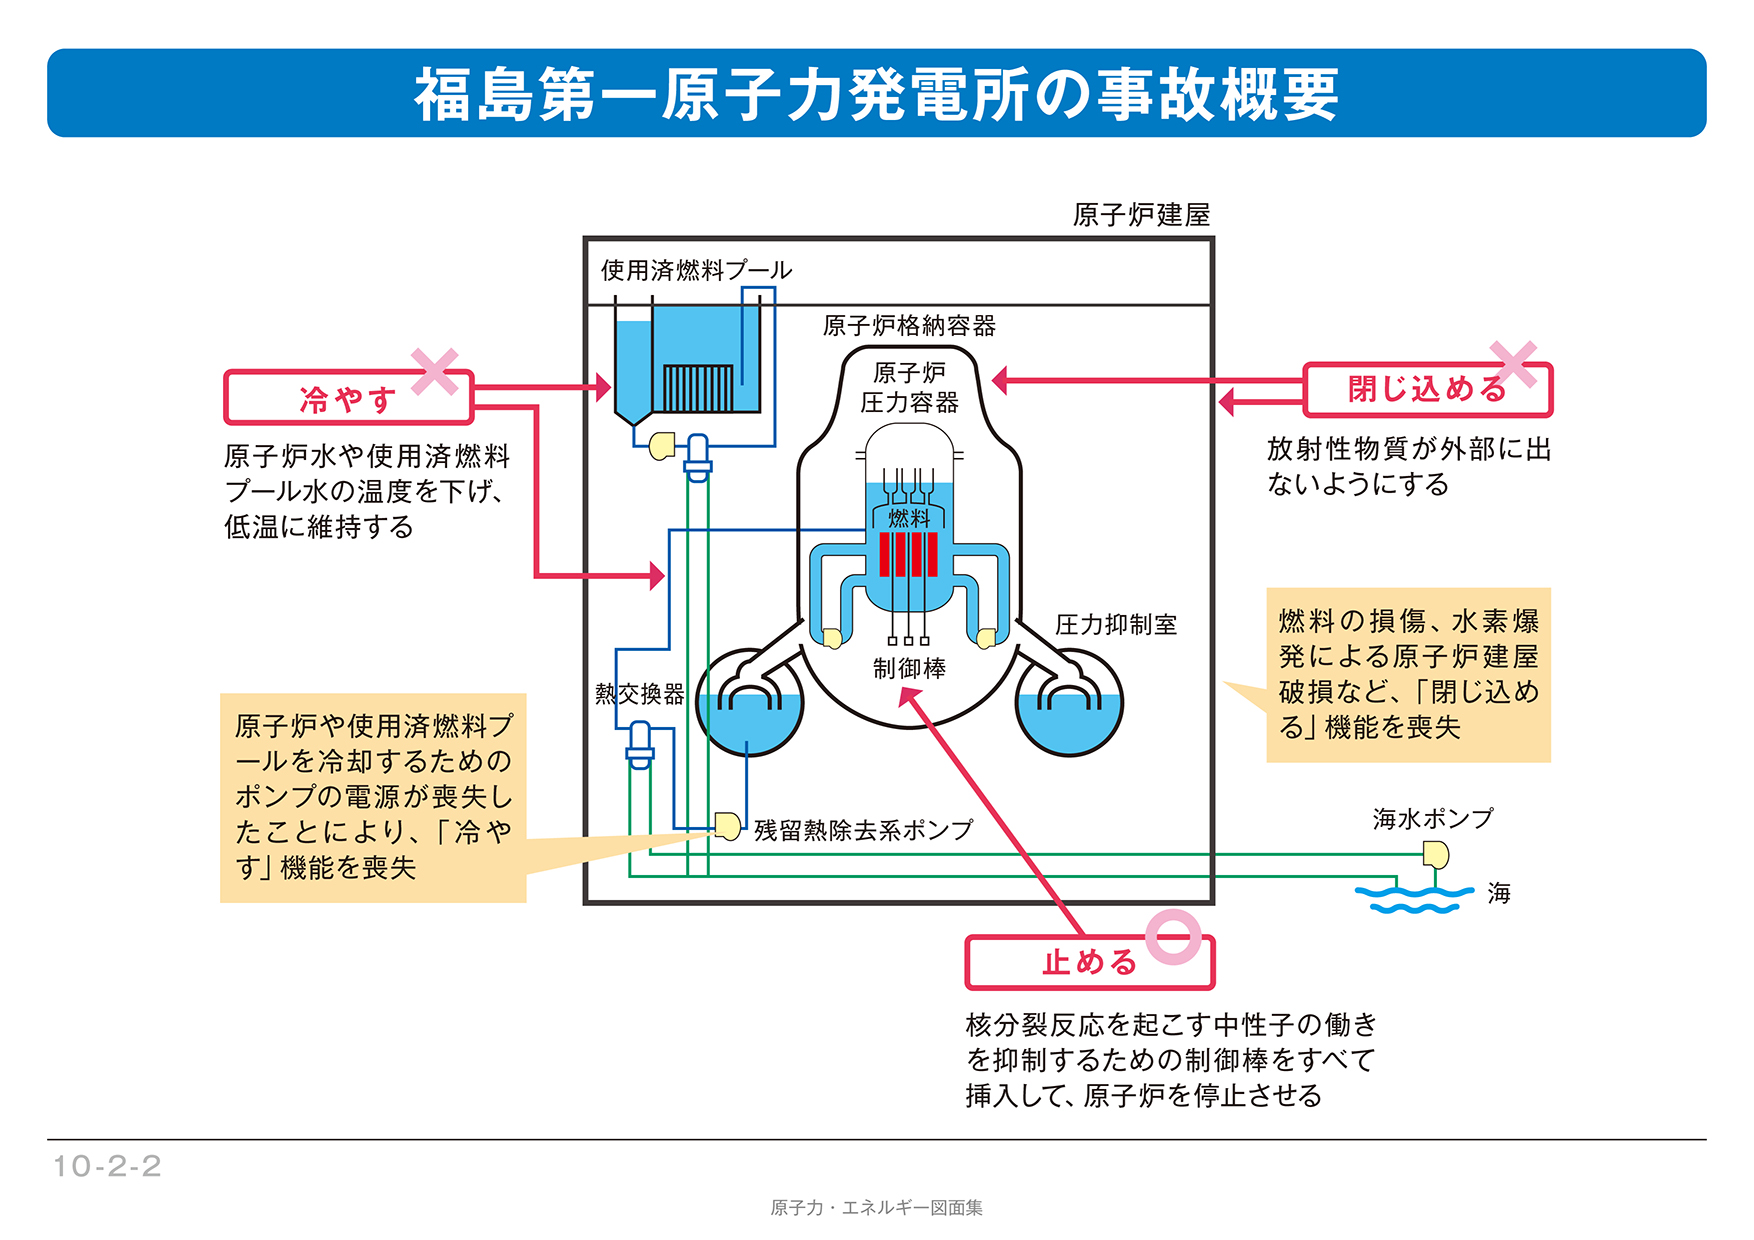 福島第一原子力発電所の事故概要
原子炉建屋
使用済燃料プール
原子炉格納容器
原子炉
圧力容器
燃料
制御棒
圧力抑制室
熱交換器
残留熱除去系ポンプ
海水ポンプ
海
冷やす
原子炉水や使用済燃料
プール水の温度を下げ、
低温に維持する
原子炉や使用済燃料プ
ールを冷却するための
ポンプの電源が喪失し
たことにより、「冷や
す」機能を喪失
閉じ込める
放射性物質が外部に出
ないようにする
燃料の損傷、水素爆
発による原子炉建屋
破損など、「閉じ込め
る」機能を喪失
止める
核分裂反応を起こす中性子の働き
を抑制するための制御棒をすべて
挿入して、原子炉を停止させる
10-2-2
原子力・エネルギー図面集